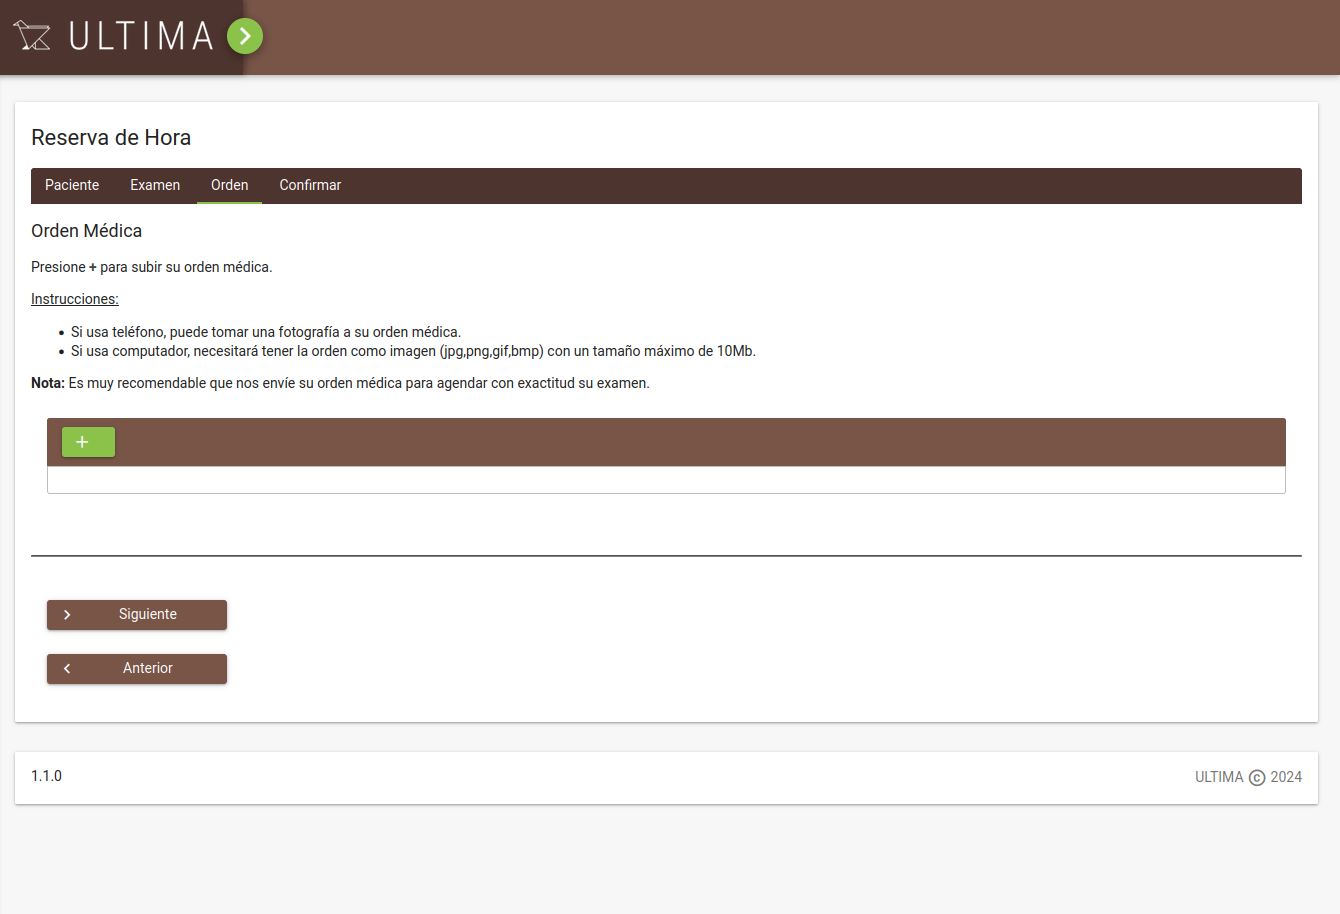 ULTIMA
Reserva de Hora
Paciente Examen Orden Confirmar
Orden Médica
Presione + para subir su orden médica.
Instrucciones:
• Si usa teléfono, puede tomar una fotografía a su orden médica.
• Si usa computador, necesitará tener la orden como imagen (jpg,png,gif,bmp) con un tamaño máximo de 10Mb.
Nota: Es muy recomendable que nos envíe su orden médica para agendar con exactitud su examen.
+
Siguiente
Anterior
1.1.0
ULTIMA © 2024